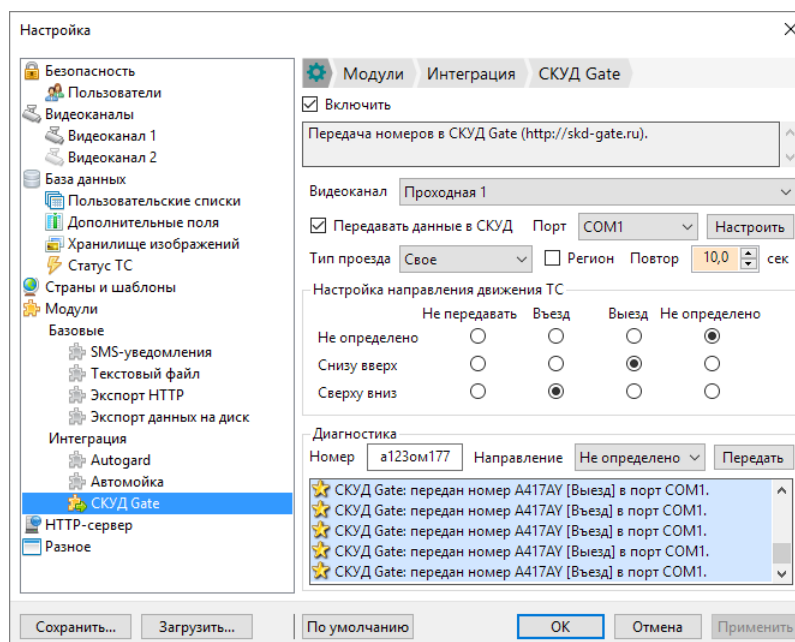 Настройка
Безопасность
Пользователи
Видеоканалы
Видеоканал 1
Видеоканал 2
База данных
Пользовательские списки
Дополнительные поля
Хранилище изображений
Статус ТС
Страны и шаблоны
Модули
Базовые
SMS-уведомления
Текстовый файл
Экспорт HTTP
Экспорт данных на диск
Интеграция
Autogard
Автомойка
СКУД Gate
HTTP-сервер
Разное
Модули Интеграция СКУД Gate
Включить
Передача номеров в СКУД Gate (http://skd-gate.ru).
Видеоканал Проходная 1
Передавать данные в СКУД Порт COM1 Настроить
Тип проезда Свое Регион Повтор 10,0 сек
Настройка направления движения ТС
Не передавать Въезд Выезд Не определено
Не определено
Снизу вверх
Сверху вниз
Диагностика
Номер а123ом177 Направление Не определено Передать
СКУД Gate: передан номер A417AY [Выезд] в порт COM1.
СКУД Gate: передан номер A417AY [Въезд] в порт COM1.
СКУД Gate: передан номер A417AY [Въезд] в порт COM1.
СКУД Gate: передан номер A417AY [Выезд] в порт COM1.
СКУД Gate: передан номер A417AY [Въезд] в порт COM1.
Сохранить... Загрузить... По умолчанию OK Отмена Применить